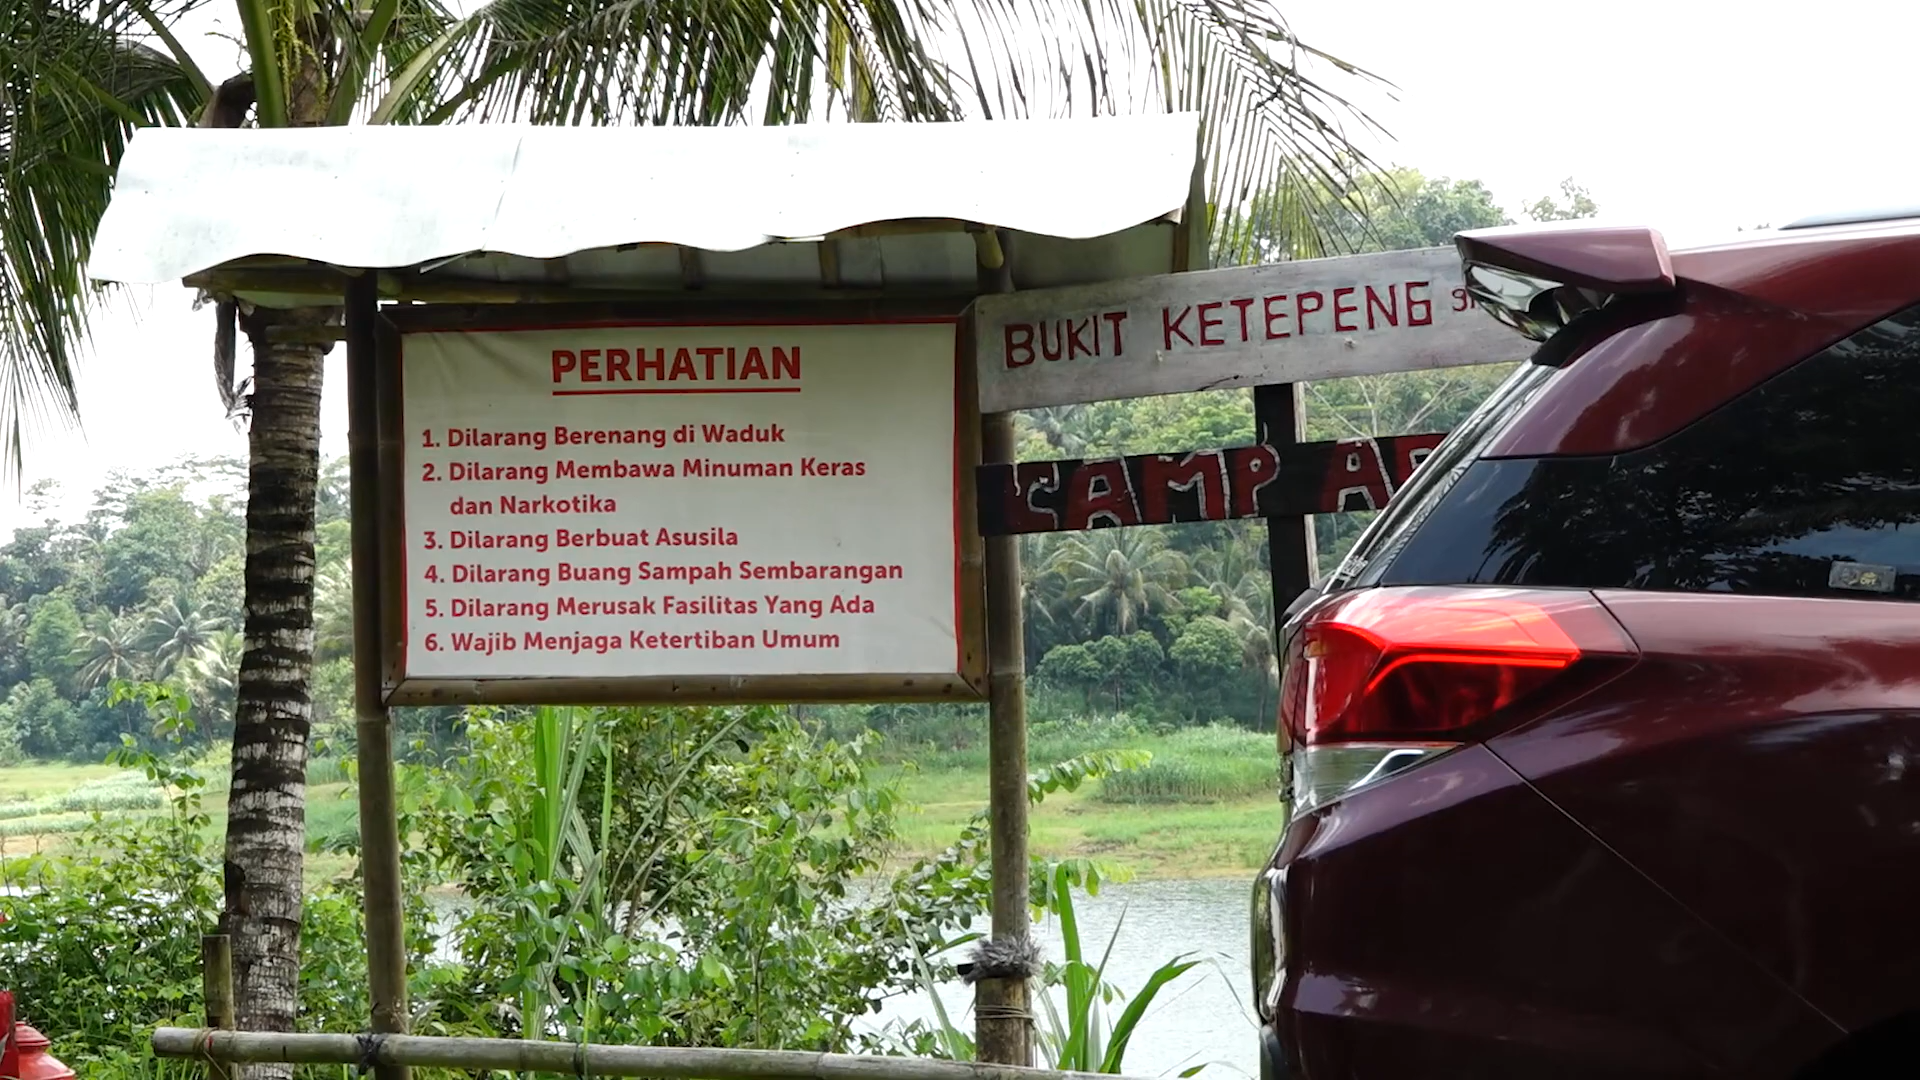 PERHATIAN
1. Dilarang Berenang di Waduk
2. Dilarang Membawa Minuman Keras
dan Narkotika
3. Dilarang Berbuat Asusila
4. Dilarang Buang Sampah Sembarangan
5. Dilarang Merusak Fasilitas Yang Ada
6. Wajib Menjaga Ketertiban Umum
BUKIT KETEPENG
CAMP